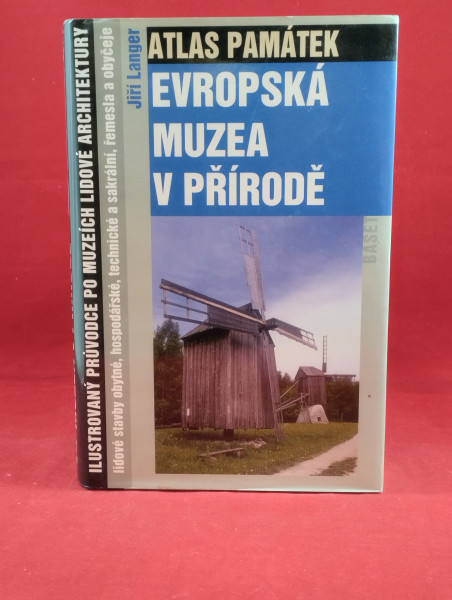 ATLAS PAMÁTEK
Jiří Langer
EVROPSKÁ
MUZEA
V PŘÍRODĚ
BASET
ILUSTROVANÝ PRŮVODCE PO MUZEÍCH LIDOVÉ ARCHITEKTURY
lidové stavby obytné, hospodářské, technické a sakrální, řemesla a obyčeje